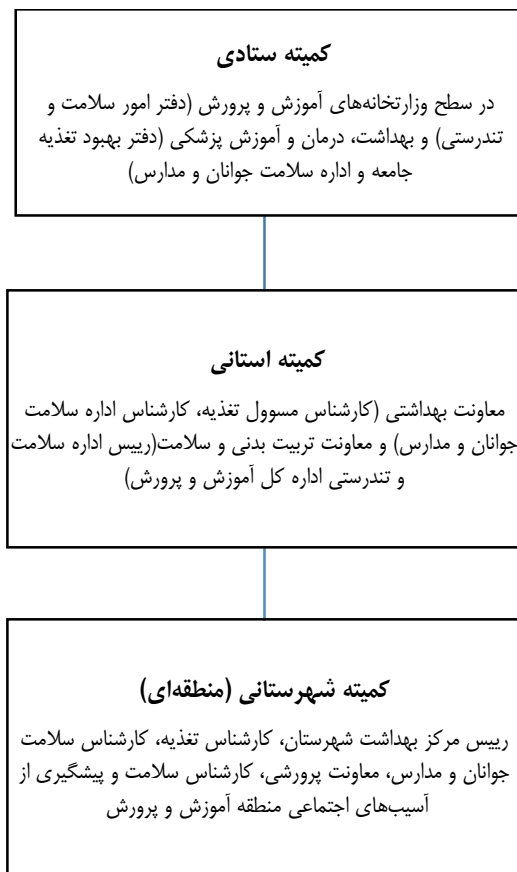 کمیته ستادی
در سطح وزارتخانه‌های آموزش و پرورش (دفتر امور سلامت و
تندرستی) و بهداشت، درمان و آموزش پزشکی (دفتر بهبود تغذیه
جامعه و اداره سلامت جوانان و مدارس)
کمیته استانی
معاونت بهداشتی (کارشناس مسوول تغذیه، کارشناس اداره سلامت
جوانان و مدارس) و معاونت تربیت بدنی و سلامت(رییس اداره سلامت
و تندرستی اداره کل آموزش و پرورش)
کمیته شهرستانی (منطقه‌ای)
رییس مرکز بهداشت شهرستان، کارشناس تغذیه، کارشناس سلامت
جوانان و مدارس، معاونت پرورشی، کارشناس سلامت و پیشگیری از
آسیب‌های اجتماعی منطقه آموزش و پرورش